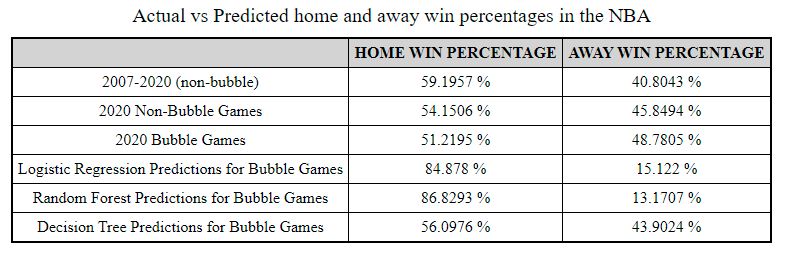 Actual vs Predicted home and away win percentages in the NBA
HOME WIN PERCENTAGE AWAY WIN PERCENTAGE
2007-2020 (non-bubble) 59.1957 % 40.8043 %
2020 Non-Bubble Games 54.1506 % 45.8494 %
2020 Bubble Games 51.2195 % 48.7805 %
Logistic Regression Predictions for Bubble Games 84.878 % 15.122 %
Random Forest Predictions for Bubble Games 86.8293 % 13.1707 %
Decision Tree Predictions for Bubble Games 56.0976 % 43.9024 %